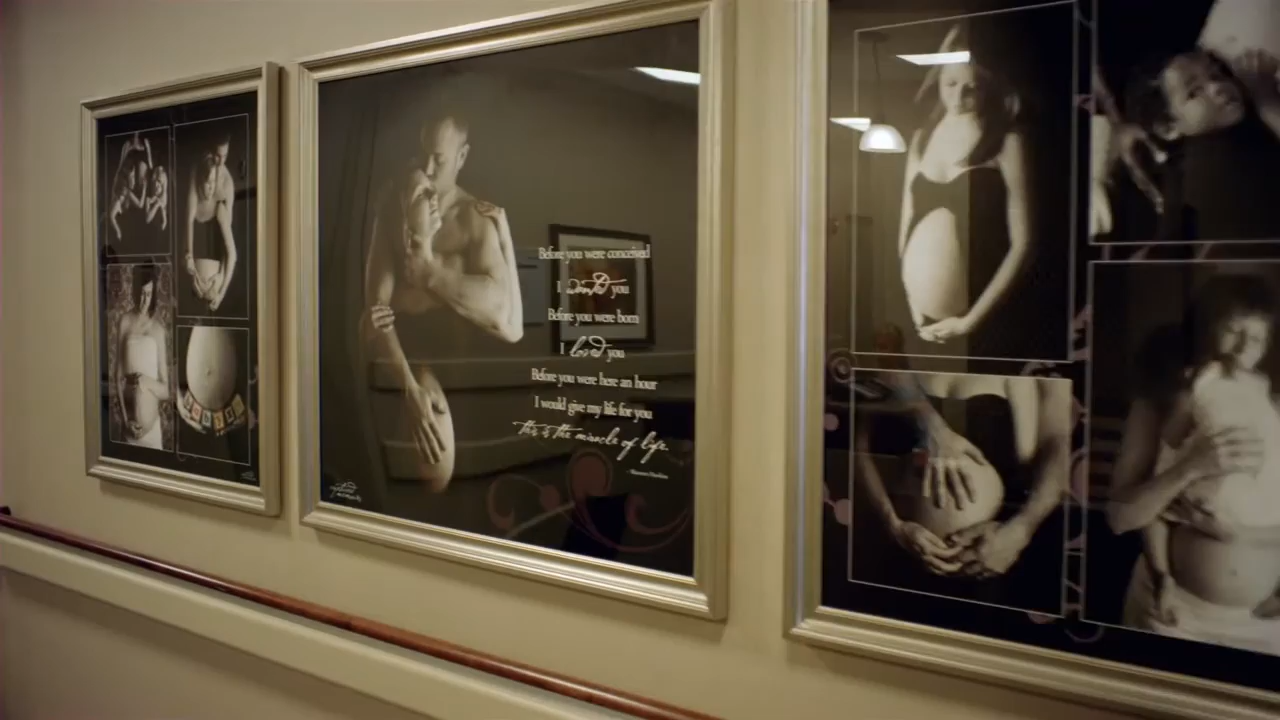 Before you were conceived
I wanted you
Before you were born
I loved you
Before you were here an hour
I would give my life for you
this is the miracle of life.